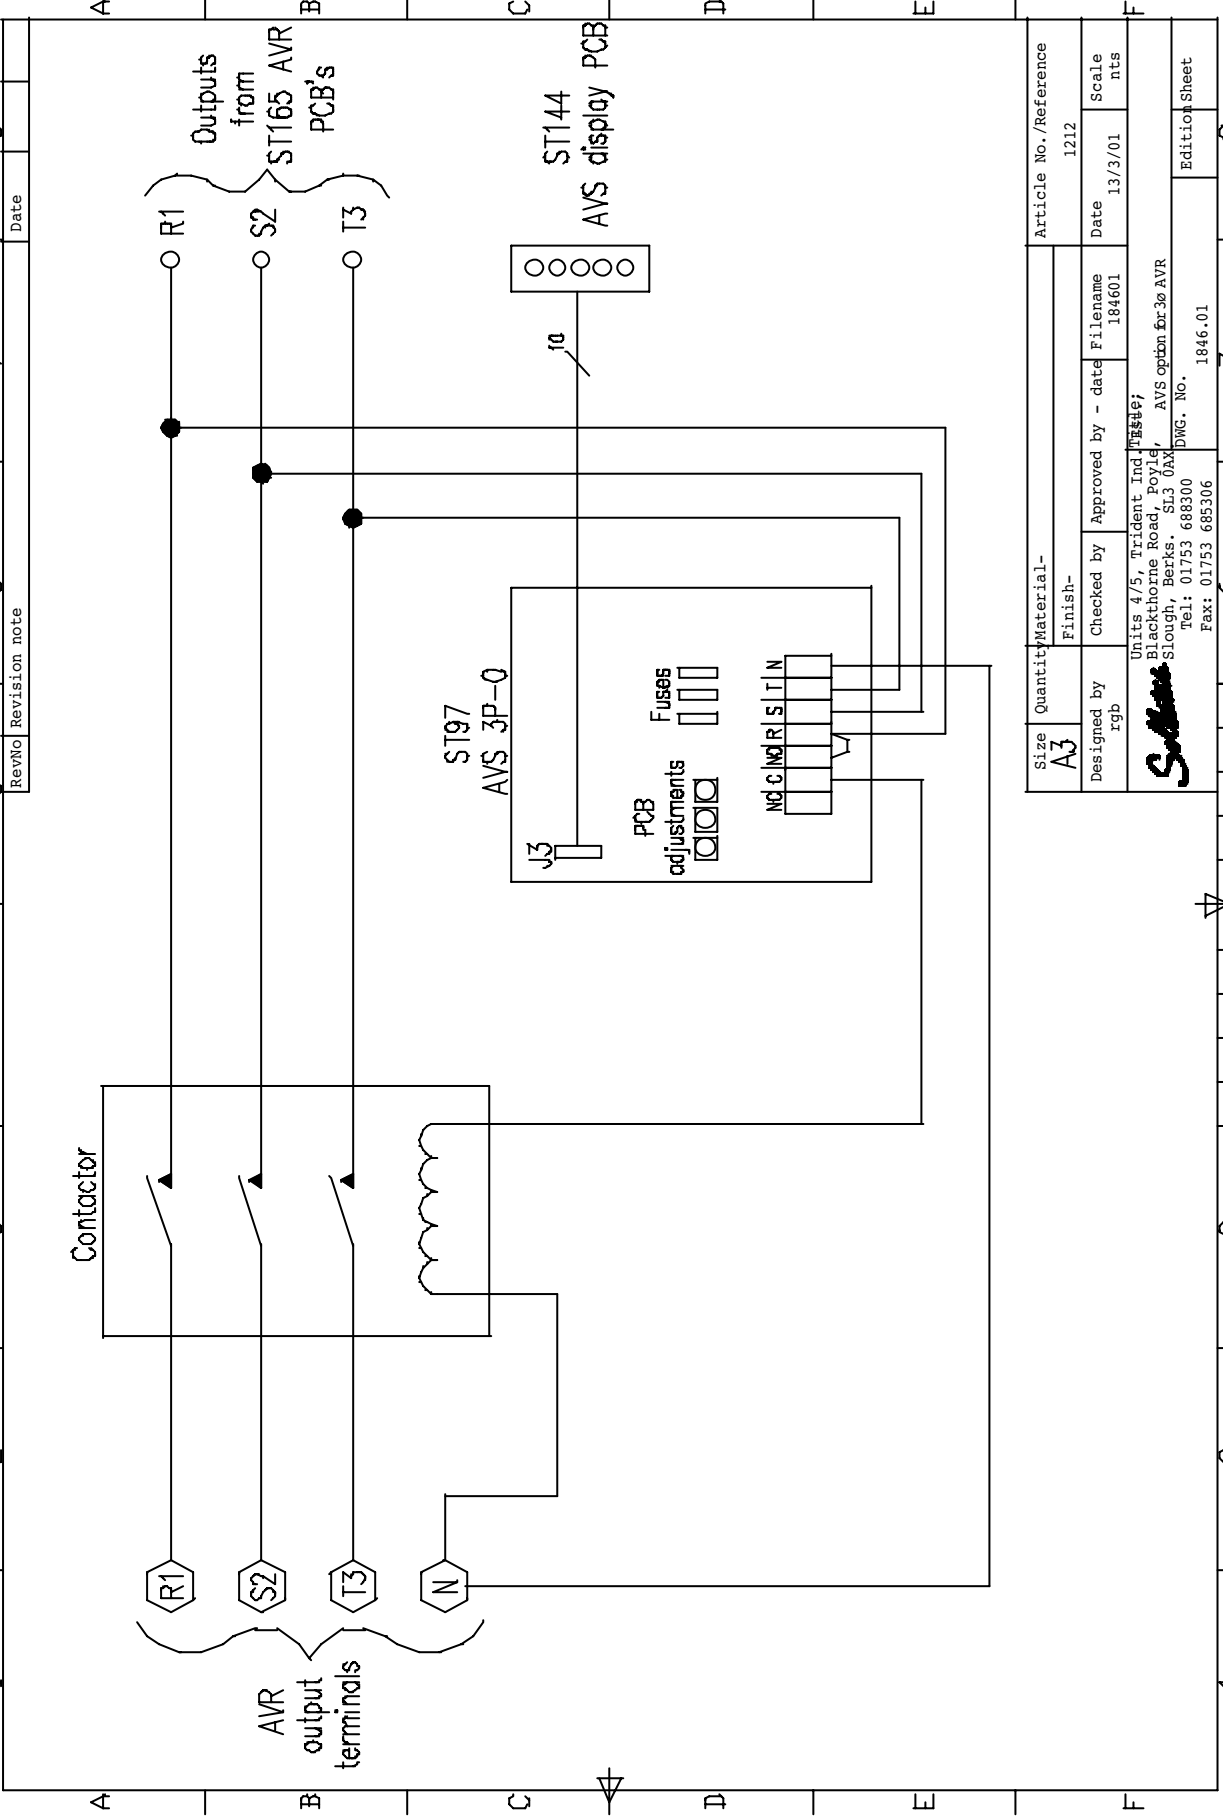 A
B
C
D
E
F
RevNo
Revision note
Date
Outputs
from
ST165 AVR
PCB's
R1
S2
T3
ST144
AVS display PCB
10
Contactor
ST97
AVS 3P-0
J3
PCB
adjustments
Fuses
NC C NO R S T N
AVR
output
terminals
R1
S2
T3
N
Size
A3
Quantity
Material-
Finish-
Article No./Reference
1212
Designed by
rgb
Checked by
Approved by - date
Filename
184601
Date
13/3/01
Scale
nts
Units 4/5, Trident Ind. Est.,
Blackthorne Road, Poyle,
Slough, Berks. SL3 0AX
Tel: 01753 688300
Fax: 01753 685306
Title;
AVS option for 3ø AVR
DWG. No.
1846.01
Edition
Sheet
A
B
C
D
E
F